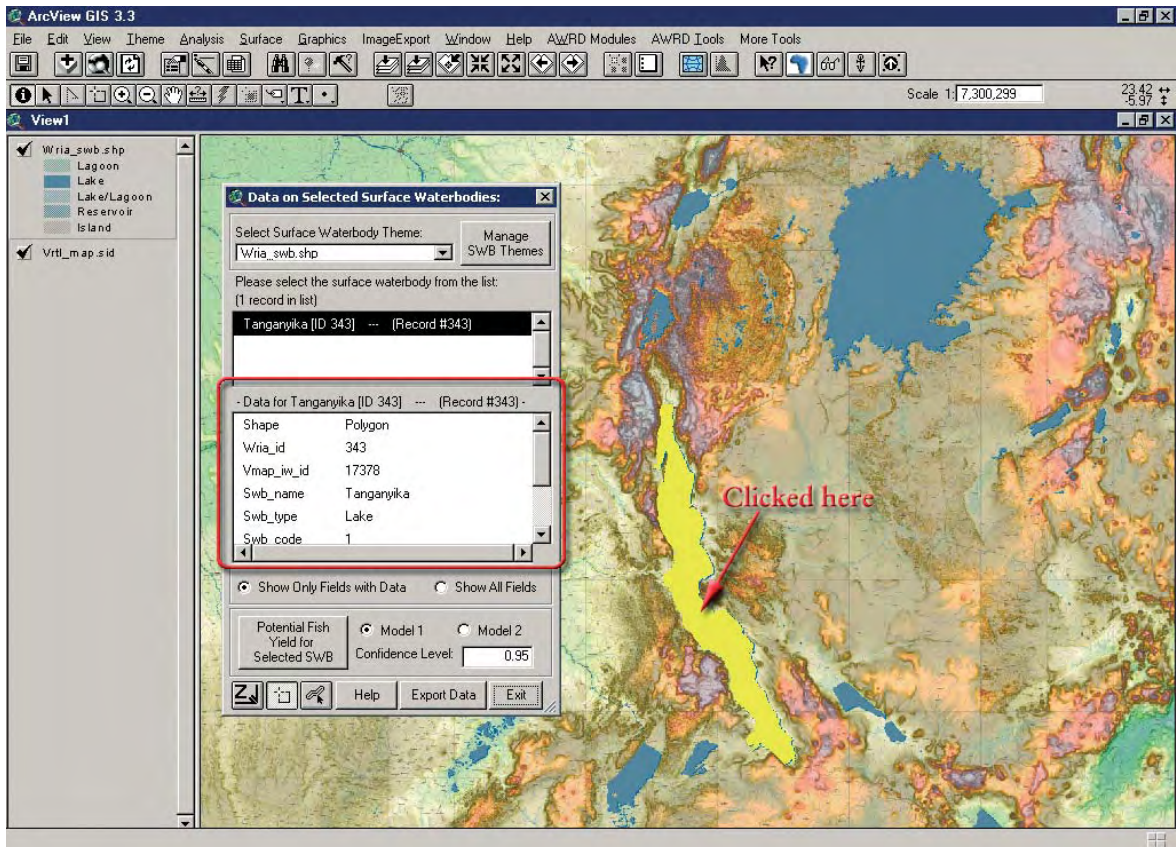 ArcView GIS 3.3
File Edit View Theme Analysis Surface Graphics ImageExport Window Help AWRD Modules AWRD Tools More Tools
Scale 1: 7,300,299
23.42
-5.97
View1
Wria_swb.shp
Lagoon
Lake
Lake/Lagoon
Reservoir
Island
Vrtl_map.sid
Data on Selected Surface Waterbodies:
Select Surface Waterbody Theme:
Wria_swb.shp
Manage
SWB Themes
Please select the surface waterbody from the list:
(1 record in list)
Tanganyika [ID 343] --- (Record #343)
- Data for Tanganyika [ID 343] --- (Record #343) -
Shape Polygon
Wria_id 343
Vmap_iw_id 17378
Swb_name Tanganyika
Swb_type Lake
Swb_code 1
Show Only Fields with Data Show All Fields
Potential Fish
Yield for
Selected SWB
Model 1 Model 2
Confidence Level: 0.95
Help Export Data Exit
Clicked here